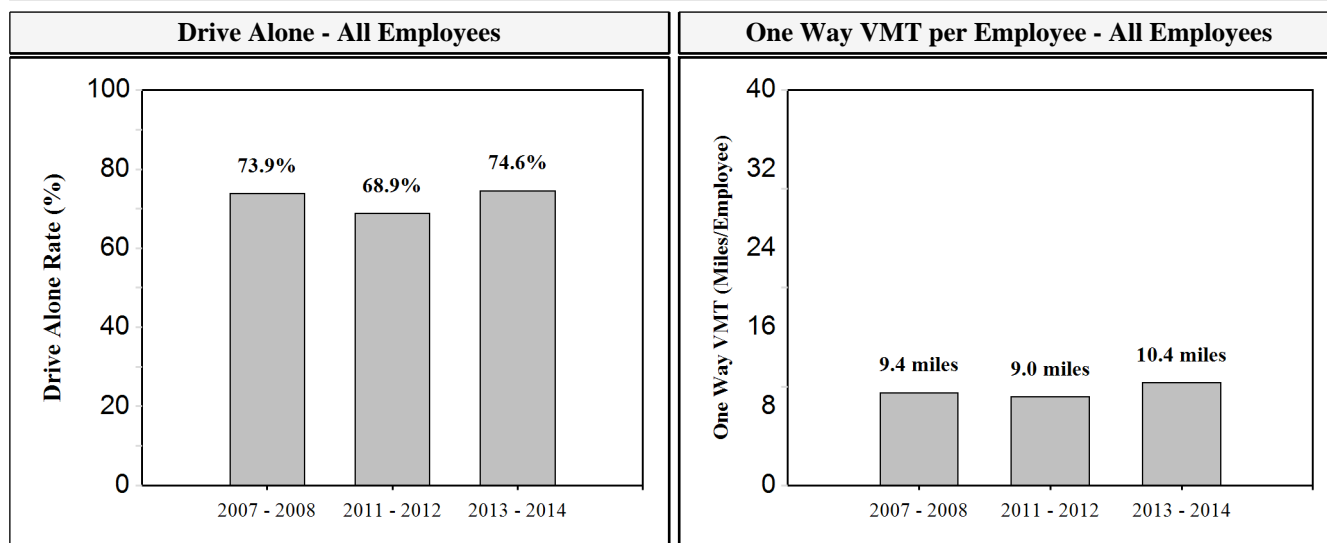 Drive Alone - All Employees
Drive Alone Rate (%)
100
80
60
40
20
0
73.9%
68.9%
74.6%
2007 - 2008
2011 - 2012
2013 - 2014
One Way VMT per Employee - All Employees
One Way VMT (Miles/Employee)
40
32
24
16
8
0
9.4 miles
9.0 miles
10.4 miles
2007 - 2008
2011 - 2012
2013 - 2014